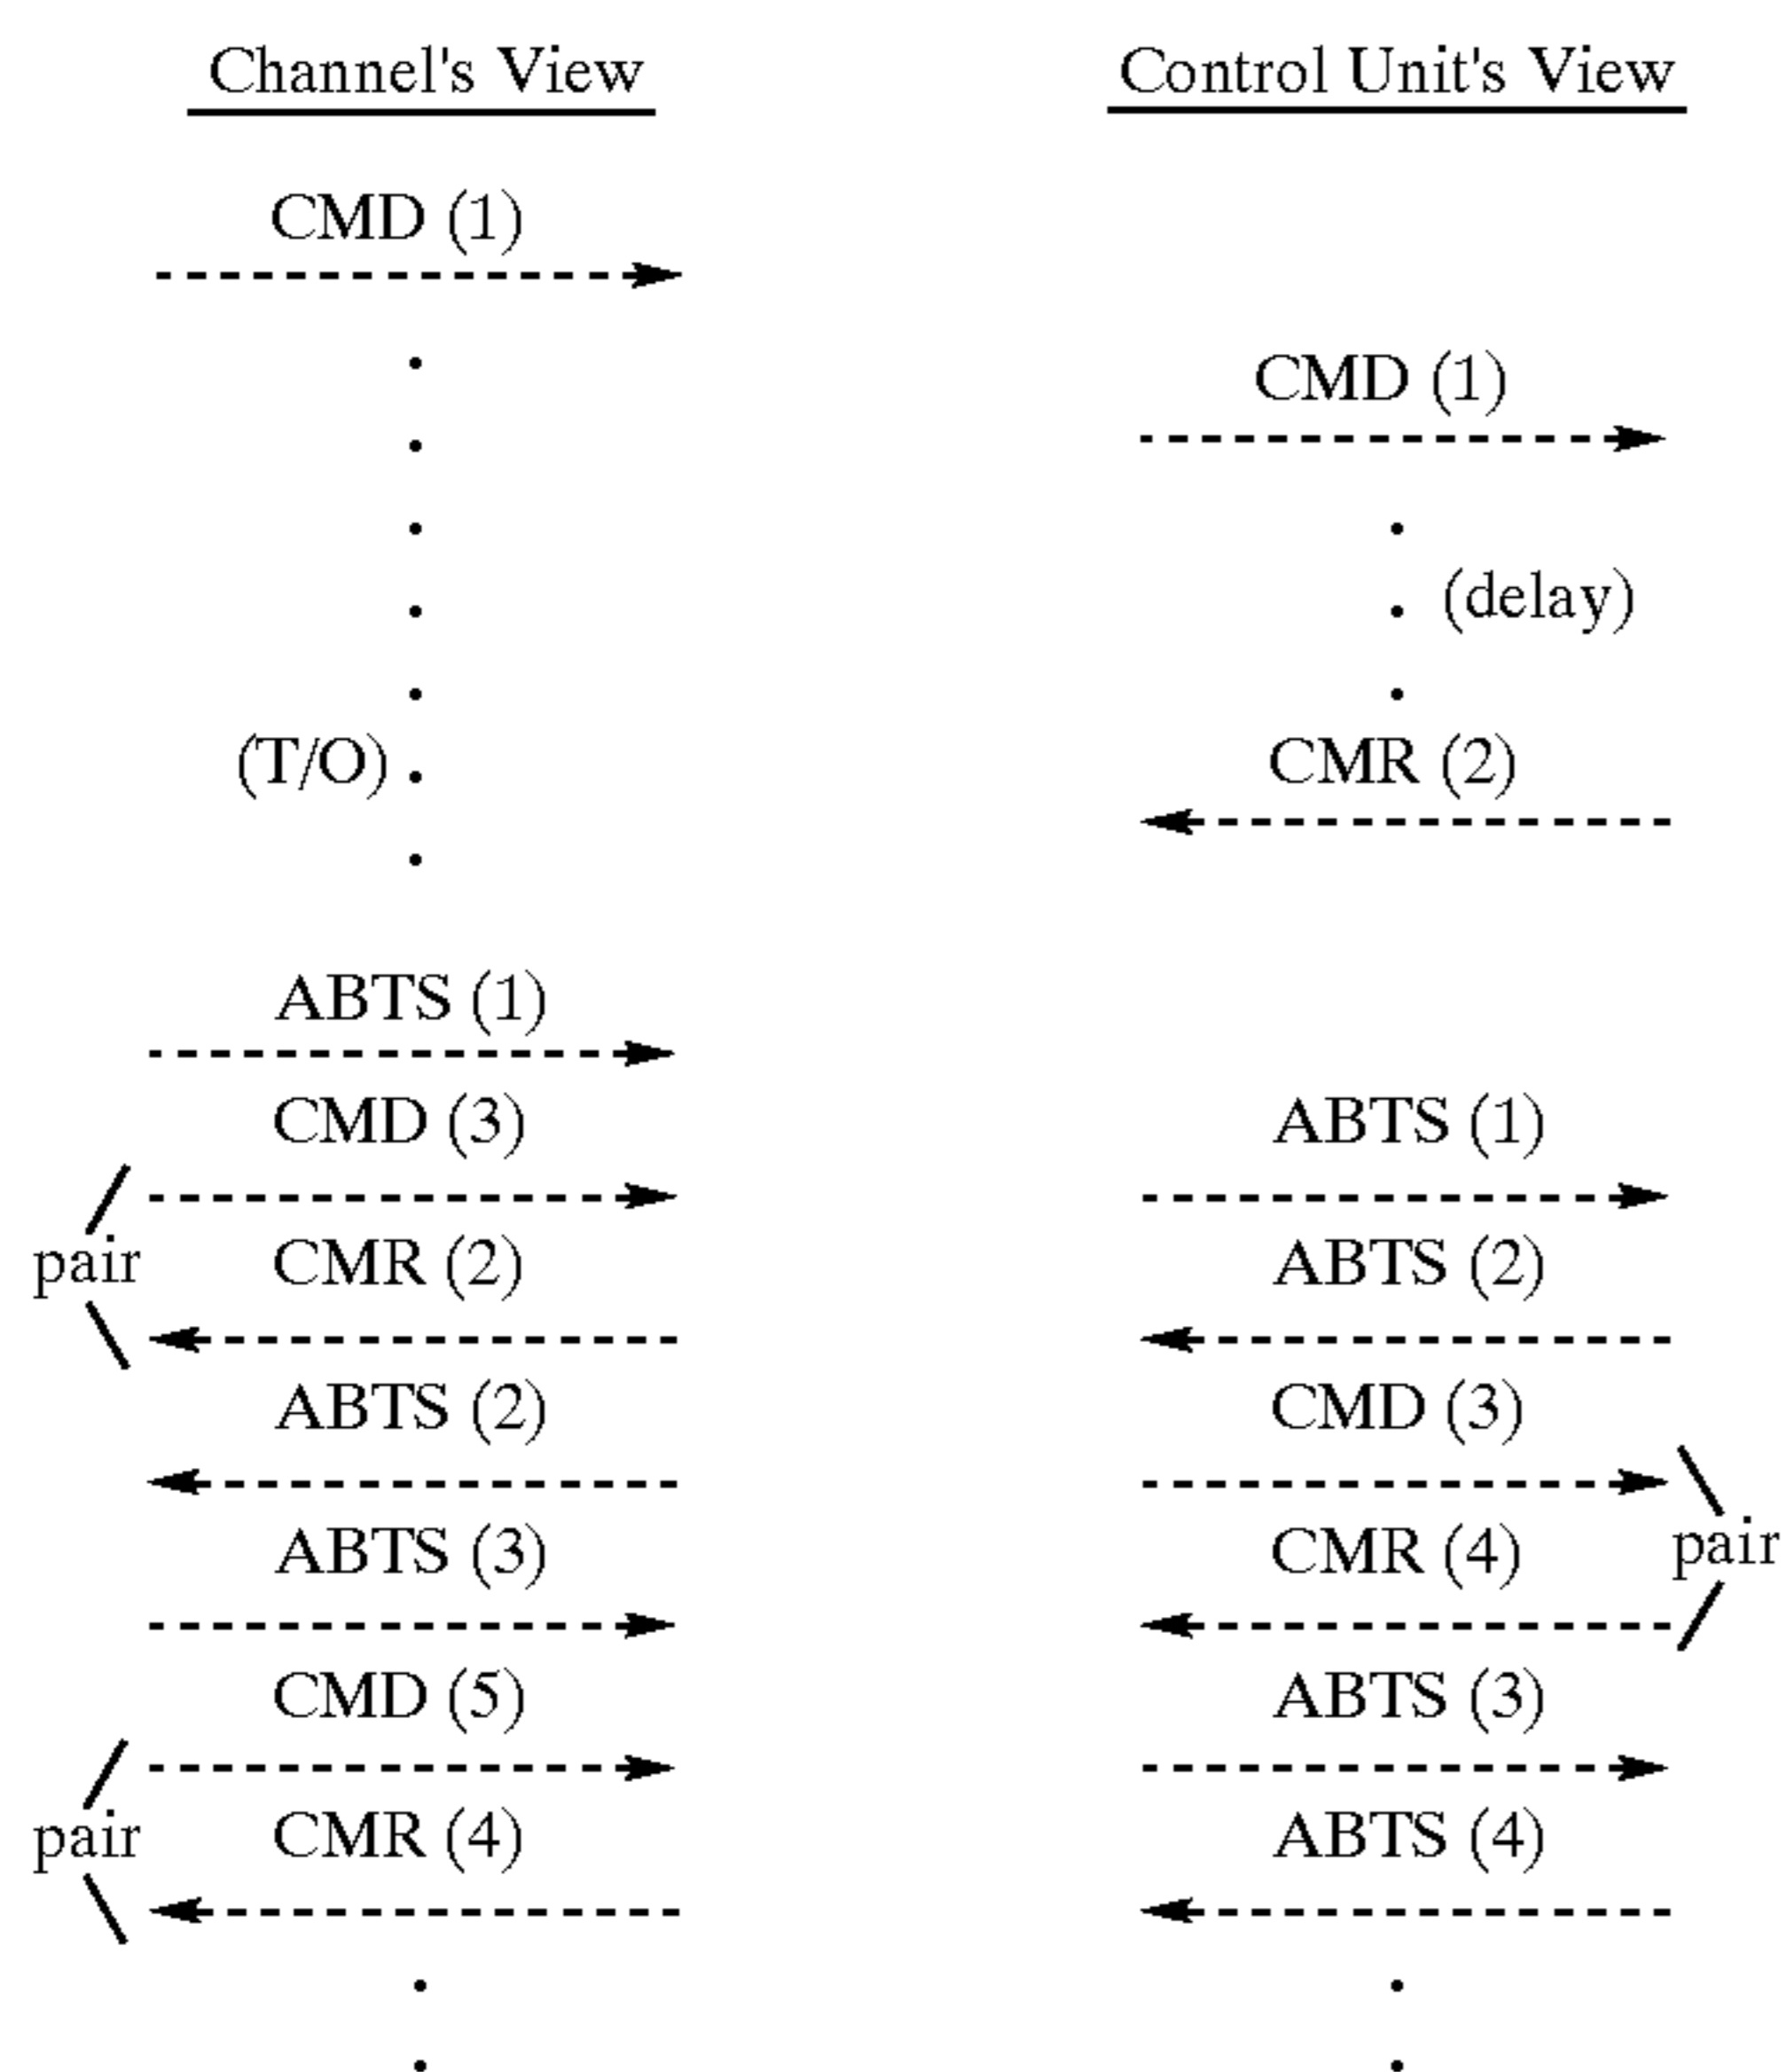 Channel's View
CMD (1)
(T/O)
ABTS (1)
CMD (3)
pair
CMR (2)
ABTS (2)
ABTS (3)
CMD (5)
pair
CMR (4)
Control Unit's View
CMD (1)
(delay)
CMR (2)
ABTS (1)
ABTS (2)
CMD (3)
CMR (4)
pair
ABTS (3)
ABTS (4)